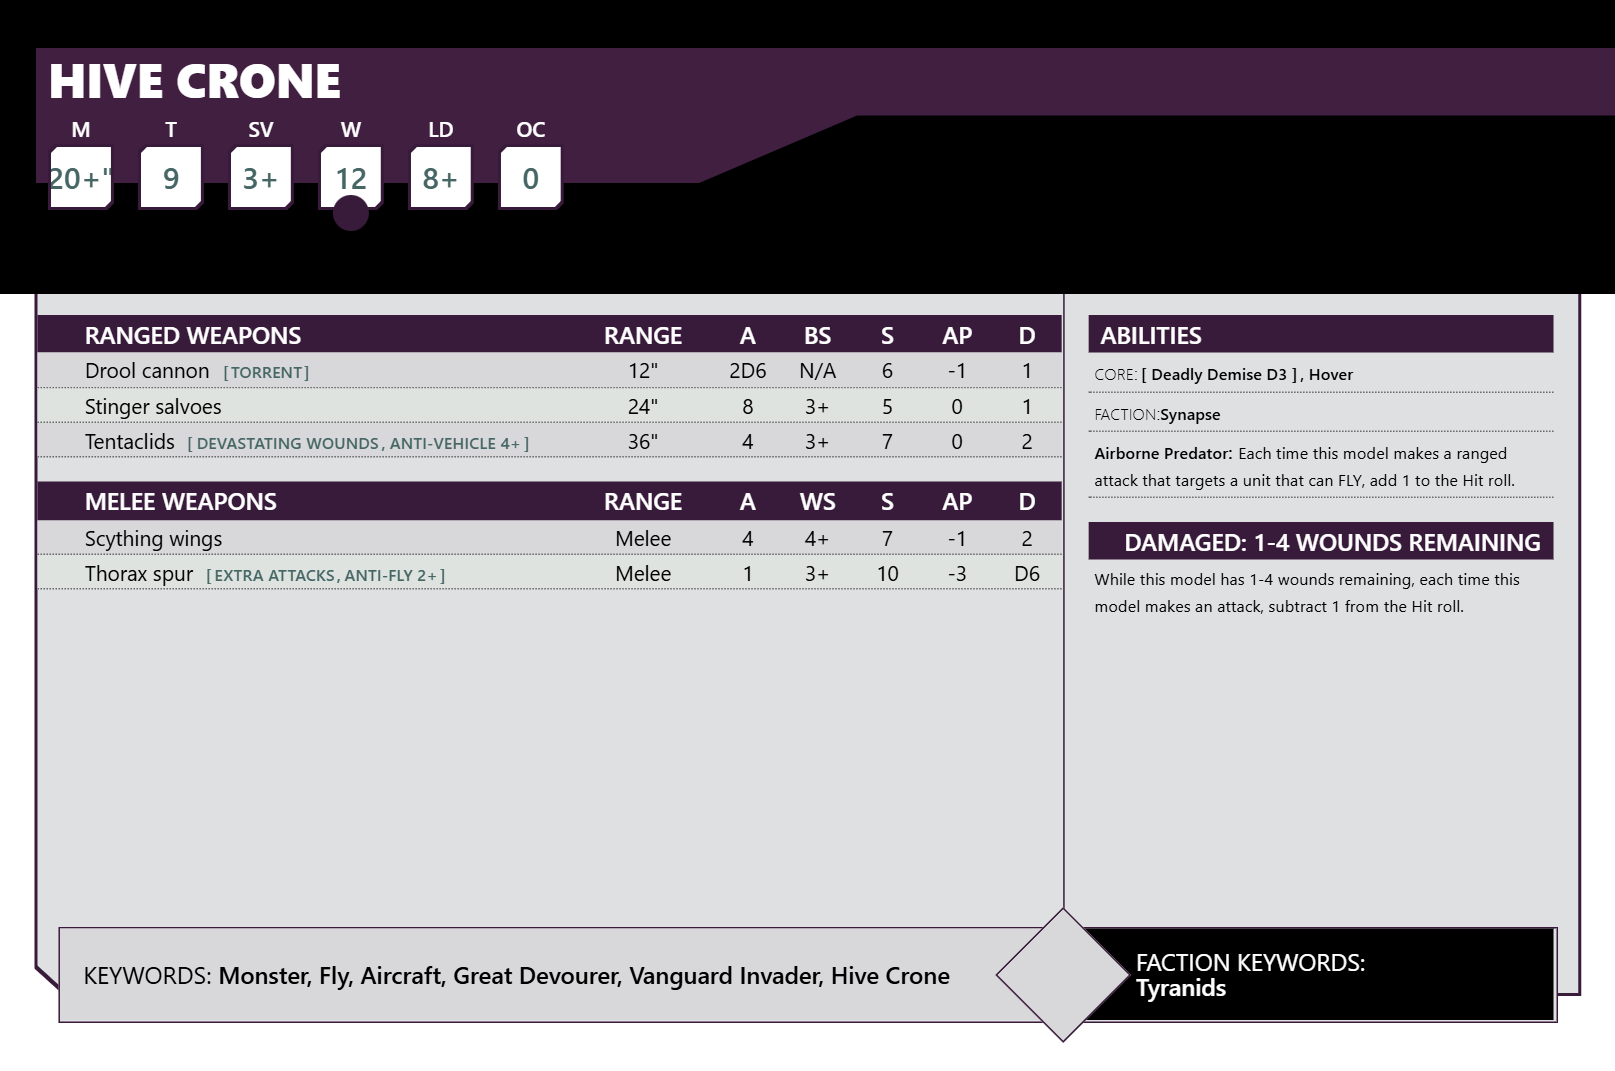 HIVE CRONE
M T SV W LD OC
20+" 9 3+ 12 8+ 0
RANGED WEAPONS RANGE A BS S AP D
Drool cannon [ TORRENT ] 12" 2D6 N/A 6 -1 1
Stinger salvoes 24" 8 3+ 5 0 1
Tentaclids [ DEVASTATING WOUNDS , ANTI-VEHICLE 4+ ] 36" 4 3+ 7 0 2
MELEE WEAPONS RANGE A WS S AP D
Scything wings Melee 4 4+ 7 -1 2
Thorax spur [ EXTRA ATTACKS , ANTI-FLY 2+ ] Melee 1 3+ 10 -3 D6
ABILITIES
CORE: [ Deadly Demise D3 ] , Hover
FACTION:Synapse
Airborne Predator: Each time this model makes a ranged
attack that targets a unit that can FLY, add 1 to the Hit roll.
DAMAGED: 1-4 WOUNDS REMAINING
While this model has 1-4 wounds remaining, each time this
model makes an attack, subtract 1 from the Hit roll.
KEYWORDS: Monster, Fly, Aircraft, Great Devourer, Vanguard Invader, Hive Crone
FACTION KEYWORDS:
Tyranids